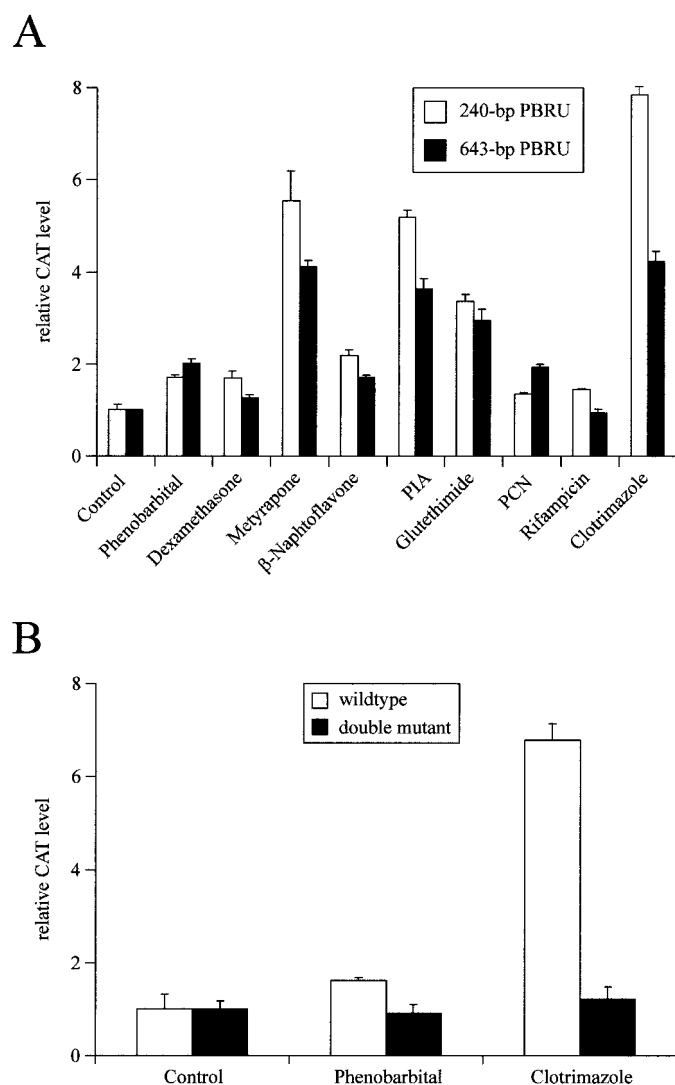 A
8
6
4
2
0
relative CAT level
240-bp PBRU
643-bp PBRU
Control
Phenobarbital
Dexamethasone
Metyrapone
β-Naphtoflavone
PIA
Glutethimide
PCN
Rifampicin
Clotrimazole
B
8
6
4
2
0
relative CAT level
wildtype
double mutant
Control
Phenobarbital
Clotrimazole